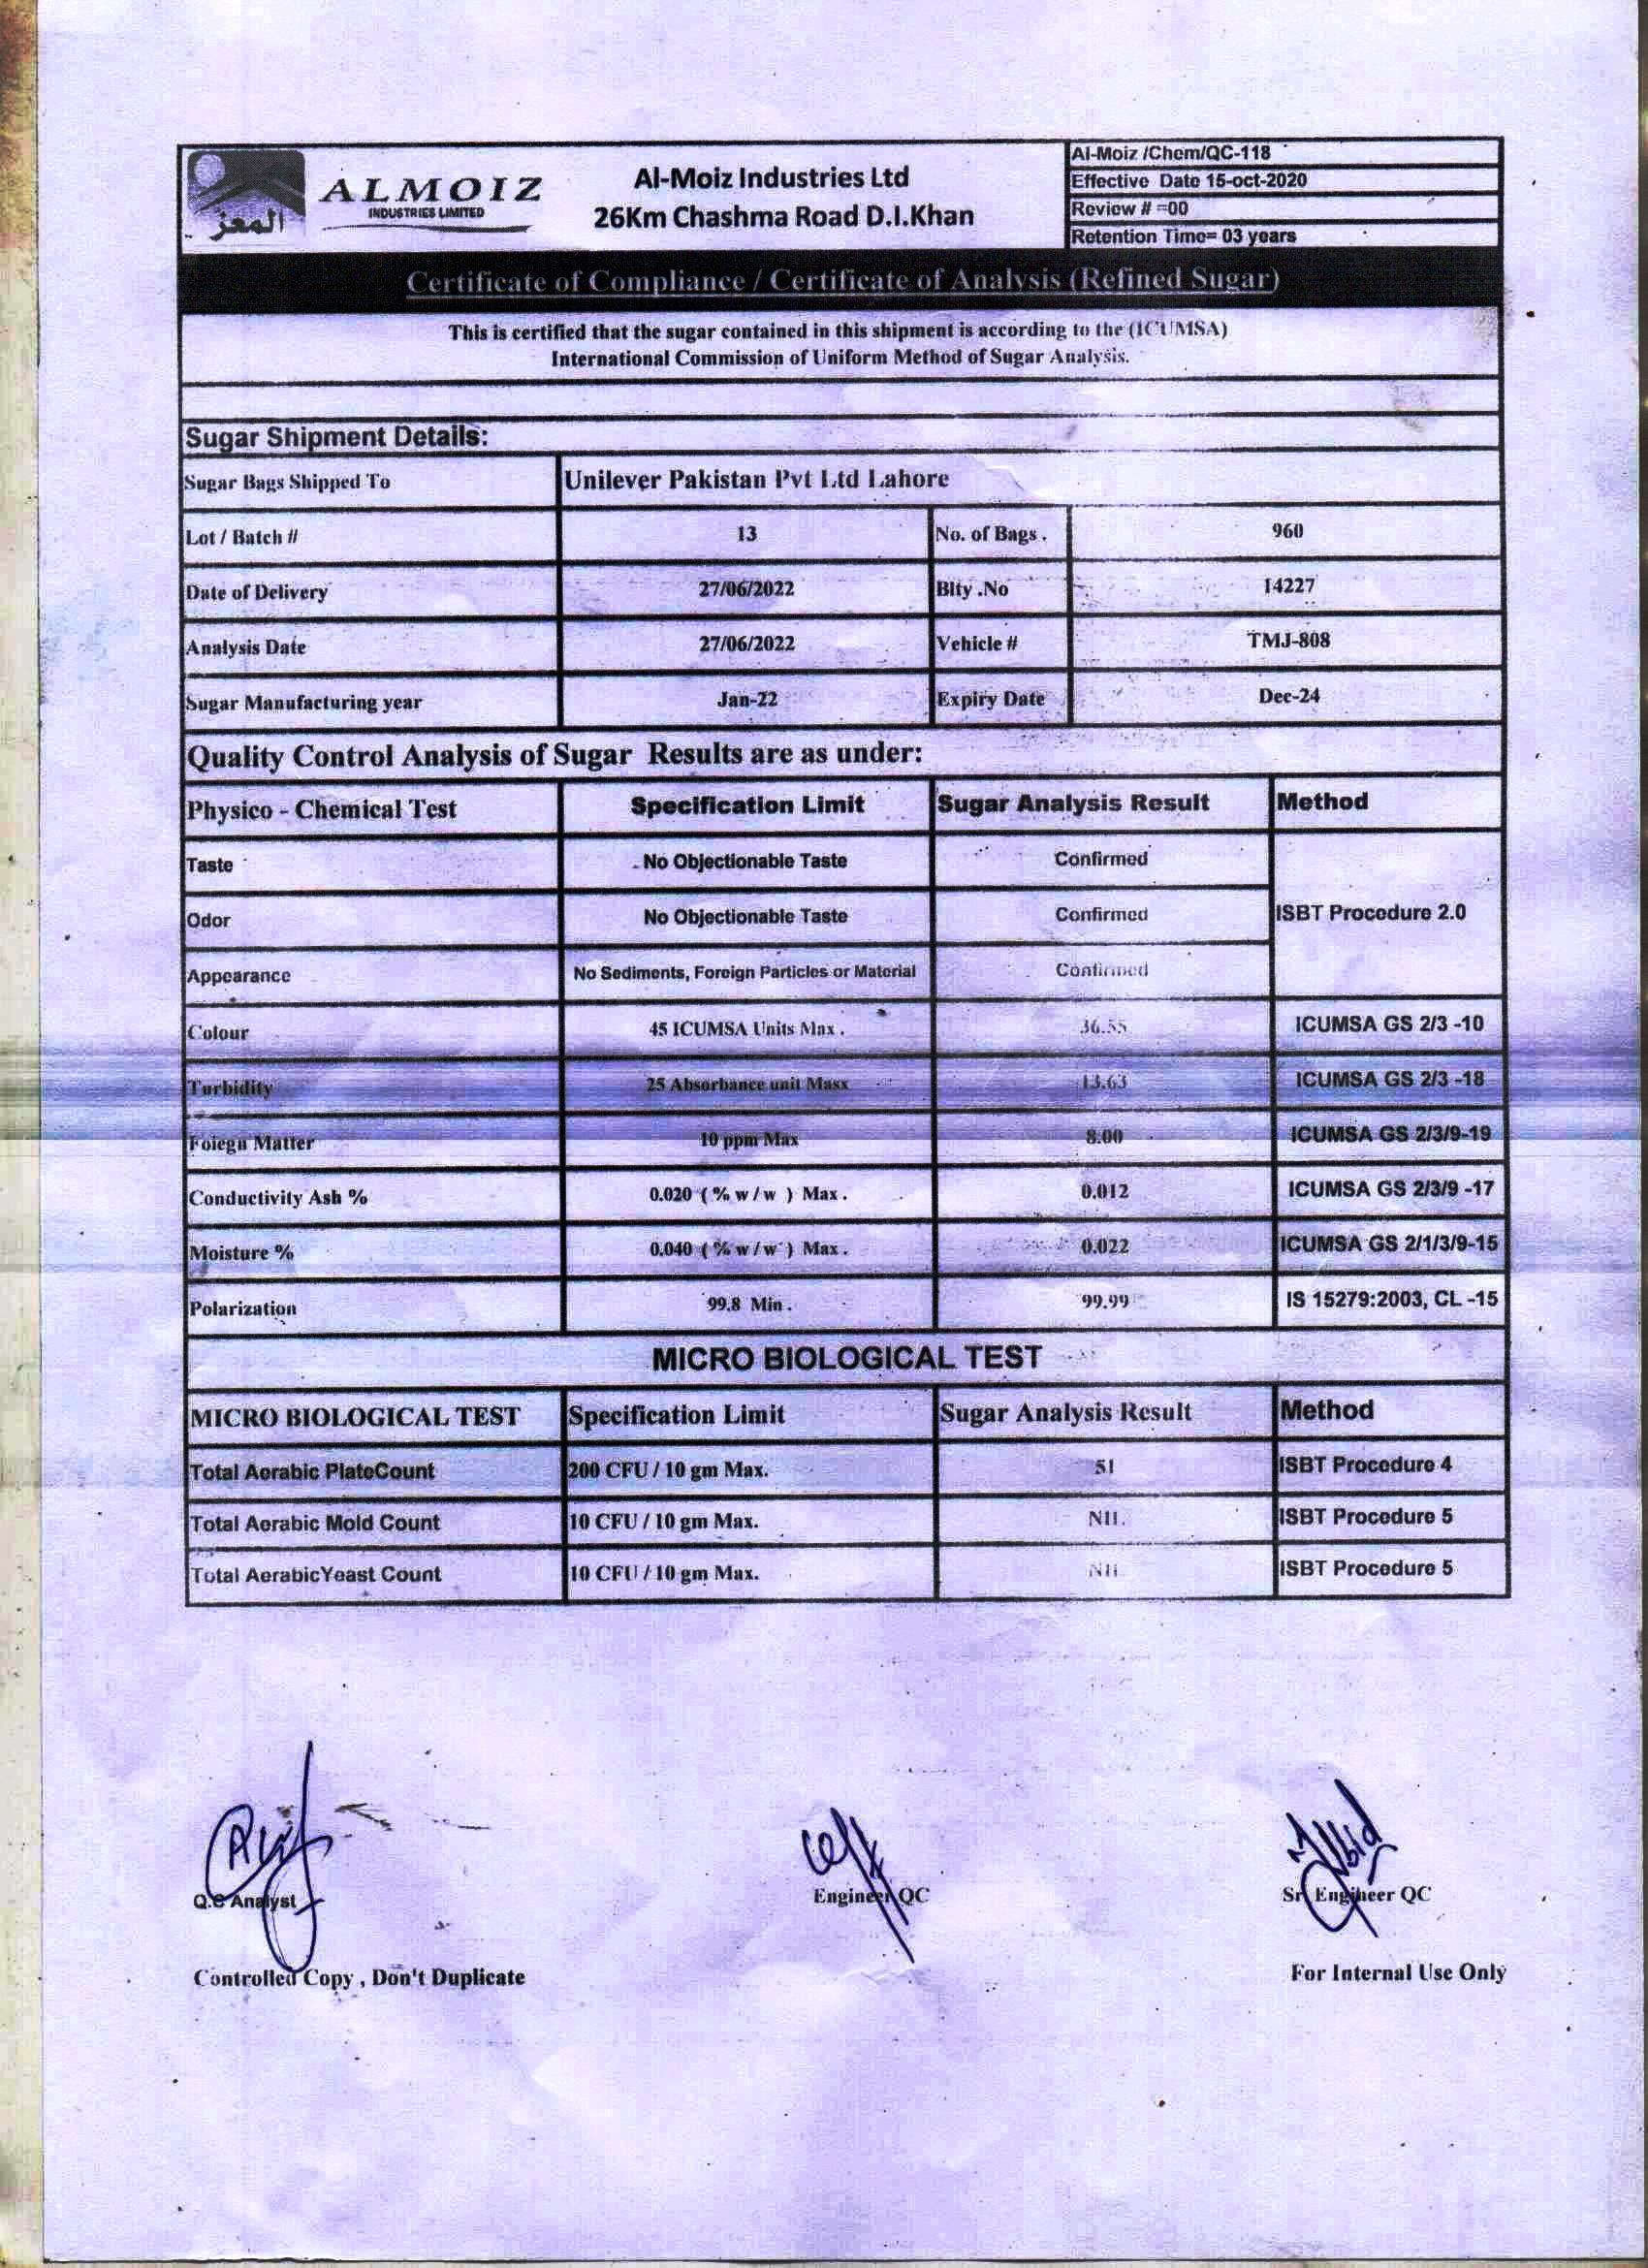 المعز
ALMOIZ
INDUSTRIES LIMITED
Al-Moiz Industries Ltd
26Km Chashma Road D.I.Khan
Al-Moiz /Chem/QC-118
Effective Date 15-oct-2020
Review # =00
Retention Time= 03 years
Certificate of Compliance / Certificate of Analysis (Refined Sugar)
This is certified that the sugar contained in this shipment is according to the (ICUMSA)
International Commission of Uniform Method of Sugar Analysis.
Sugar Shipment Details:
Sugar Bags Shipped To Unilever Pakistan Pvt Ltd Lahore
Lot / Batch # 13 No. of Bags . 960
Date of Delivery 27/06/2022 Blty .No 14227
Analysis Date 27/06/2022 Vehicle # TMJ-808
Sugar Manufacturing year Jan-22 Expiry Date Dec-24
Quality Control Analysis of Sugar Results are as under:
Physico - Chemical Test Specification Limit Sugar Analysis Result Method
Taste No Objectionable Taste Confirmed
Odor No Objectionable Taste Confirmed ISBT Procedure 2.0
Appearance No Sediments, Foreign Particles or Material Confirmed
Colour 45 ICUMSA Units Max . 36.55 ICUMSA GS 2/3 -10
Turbidity 25 Absorbance unit Masx 13.63 ICUMSA GS 2/3 -18
Foiegn Matter 10 ppm Max 8.00 ICUMSA GS 2/3/9-19
Conductivity Ash % 0.020 ( % w / w ) Max . 0.012 ICUMSA GS 2/3/9 -17
Moisture % 0.040 ( % w / w ) Max . 0.022 ICUMSA GS 2/1/3/9-15
Polarization 99.8 Min . 99.99 IS 15279:2003, CL -15
MICRO BIOLOGICAL TEST
MICRO BIOLOGICAL TEST Specification Limit Sugar Analysis Result Method
Total Aerabic PlateCount 200 CFU / 10 gm Max. 51 ISBT Procedure 4
Total Aerabic Mold Count 10 CFU / 10 gm Max. NIL ISBT Procedure 5
Total AerabicYeast Count 10 CFU / 10 gm Max. NIL ISBT Procedure 5
Q.C Analyst Engineer QC Sr Engineer QC
Controlled Copy , Don't Duplicate For Internal Use Only